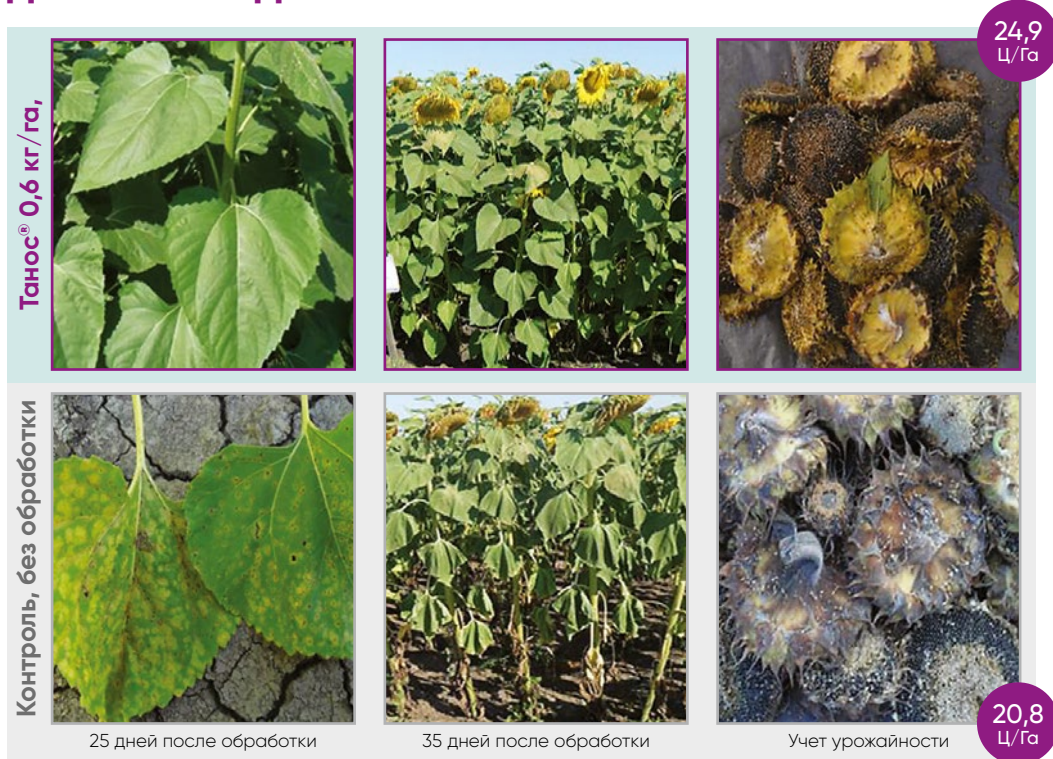 24,9
Ц/Га
Танос® 0,6 кг/га,
Контроль, без обработки
25 дней после обработки
35 дней после обработки
Учет урожайности
20,8
Ц/Га